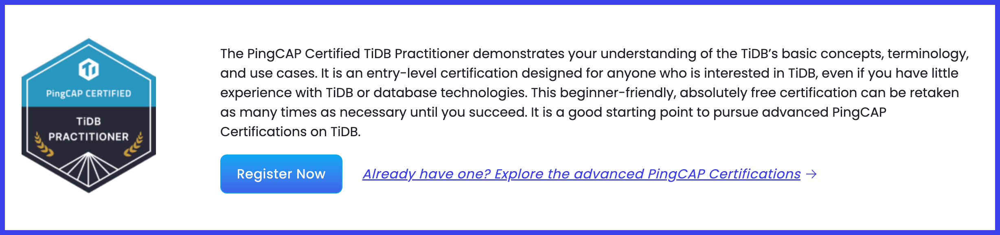 PingCAP CERTIFIED
TiDB
PRACTITIONER
The PingCAP Certified TiDB Practitioner demonstrates your understanding of the TiDB’s basic concepts, terminology,
and use cases. It is an entry-level certification designed for anyone who is interested in TiDB, even if you have little
experience with TiDB or database technologies. This beginner-friendly, absolutely free certification can be retaken
as many times as necessary until you succeed. It is a good starting point to pursue advanced PingCAP
Certifications on TiDB.
Register Now
Already have one? Explore the advanced PingCAP Certifications →